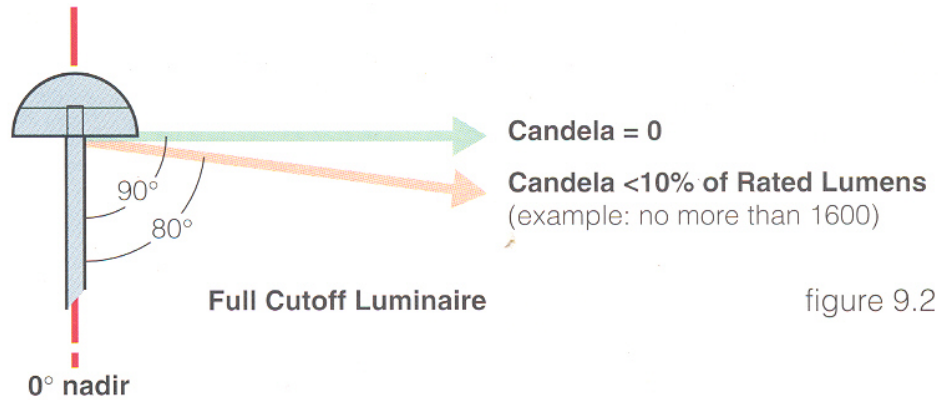 Candela = 0
Candela <10% of Rated Lumens
(example: no more than 1600)
90°
80°
Full Cutoff Luminaire
figure 9.2
0° nadir